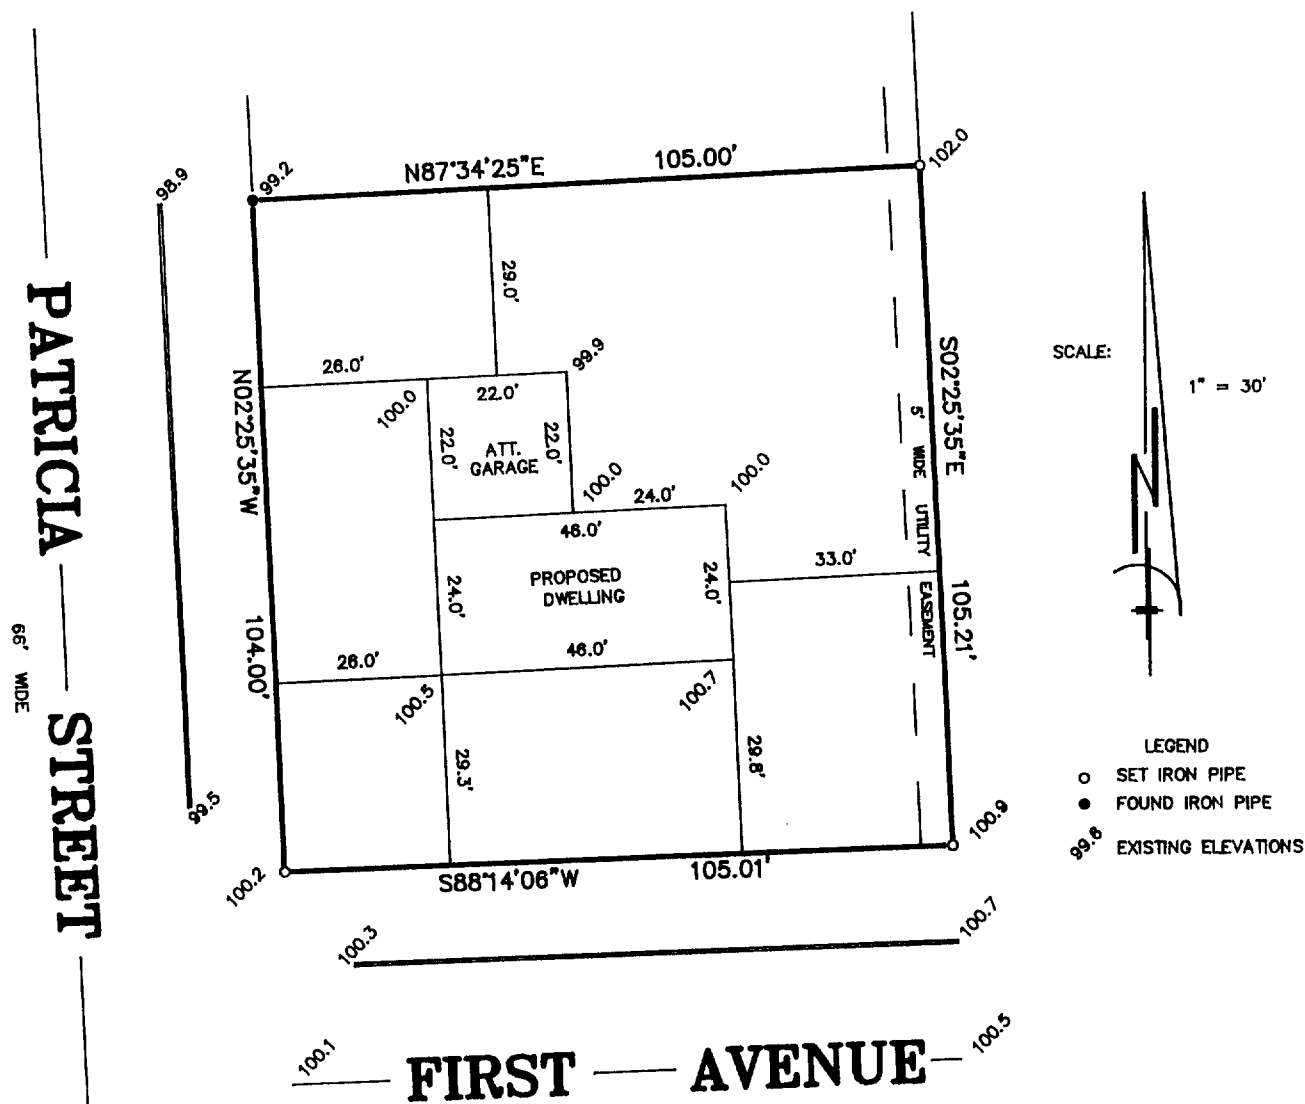 98.9
99.2
N87°34'25"E
105.00'
102.0
29.0'
26.0'
99.9
22.0'
100.0
22.0'
ATT.
GARAGE
22.0'
100.0
24.0'
100.0
46.0'
PROPOSED
DWELLING
24.0'
24.0'
33.0'
26.0'
46.0'
100.5
100.7
29.3'
29.8'
N02°25'35"W
104.00'
S02°25'35"E
105.21'
5' WIDE UTILITY EASEMENT
99.5
100.2
S88°14'06"W
105.01'
100.9
100.3
100.7
100.1
100.5
PATRICIA STREET
66' WIDE
FIRST AVENUE
SCALE:
1" = 30'
N
LEGEND
SET IRON PIPE
FOUND IRON PIPE
99.6 EXISTING ELEVATIONS